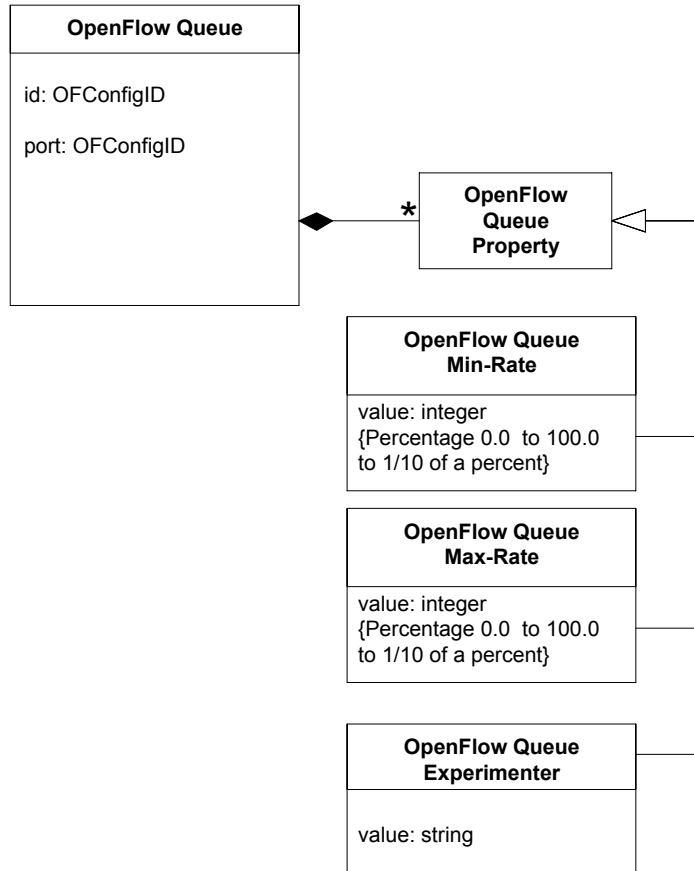 OpenFlow Queue
id: OFConfigID
port: OFConfigID
*
OpenFlow
Queue
Property
OpenFlow Queue
Min-Rate
value: integer
{Percentage 0.0  to 100.0
to 1/10 of a percent}
OpenFlow Queue
Max-Rate
value: integer
{Percentage 0.0  to 100.0
to 1/10 of a percent}
OpenFlow Queue
Experimenter
value: string